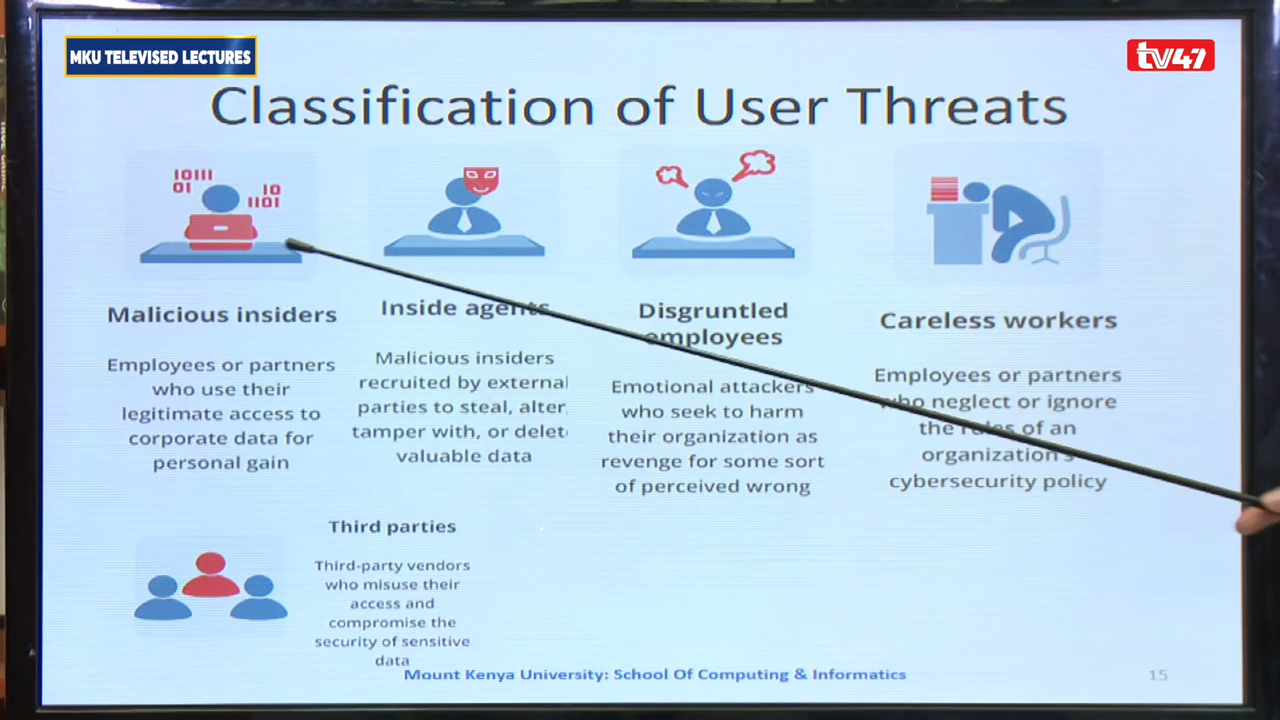 MKU TELEVISED LECTURES
tv47
Classification of User Threats
10111
01
10
1101
Malicious insiders
Employees or partners
who use their
legitimate access to
corporate data for
personal gain
Inside agents
Malicious insiders
recruited by external
parties to steal, alter,
tamper with, or delet
valuable data
Disgruntled
employees
Emotional attackers
who seek to harm
their organization as
revenge for some sort
of perceived wrong
Careless workers
Employees or partners
who neglect or ignore
the rules of an
organization's
cybersecurity policy
Third parties
Third-party vendors
who misuse their
access and
compromise the
security of sensitive
data
Mount Kenya University: School Of Computing & Informatics
15